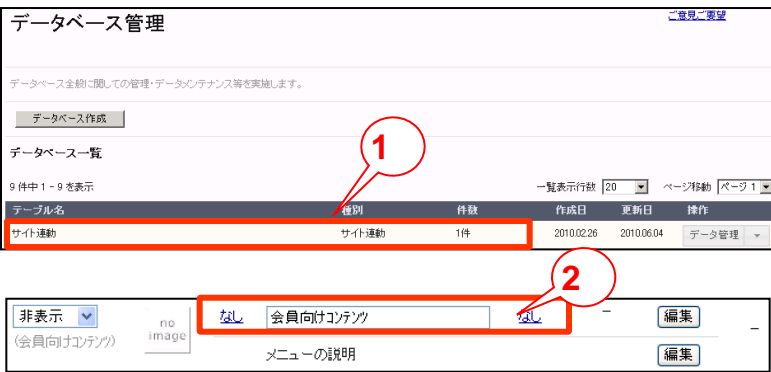 データベース管理
ご意見ご要望
データベース全般に関しての管理・データメンテナンス等を実施します。
データベース作成
データベース一覧
1
9 件中 1 - 9 を表示
一覧表示行数 20 ページ移動 ページ 1
テーブル名 種別 件数 作成日 更新日 操作
サイト連動 サイト連動 1件 2010.02.26 2010.06.04 データ管理
2
非表示 no image なし 会員向けコンテンツ なし - 編集 -
(会員向けコンテンツ)
メニューの説明 編集